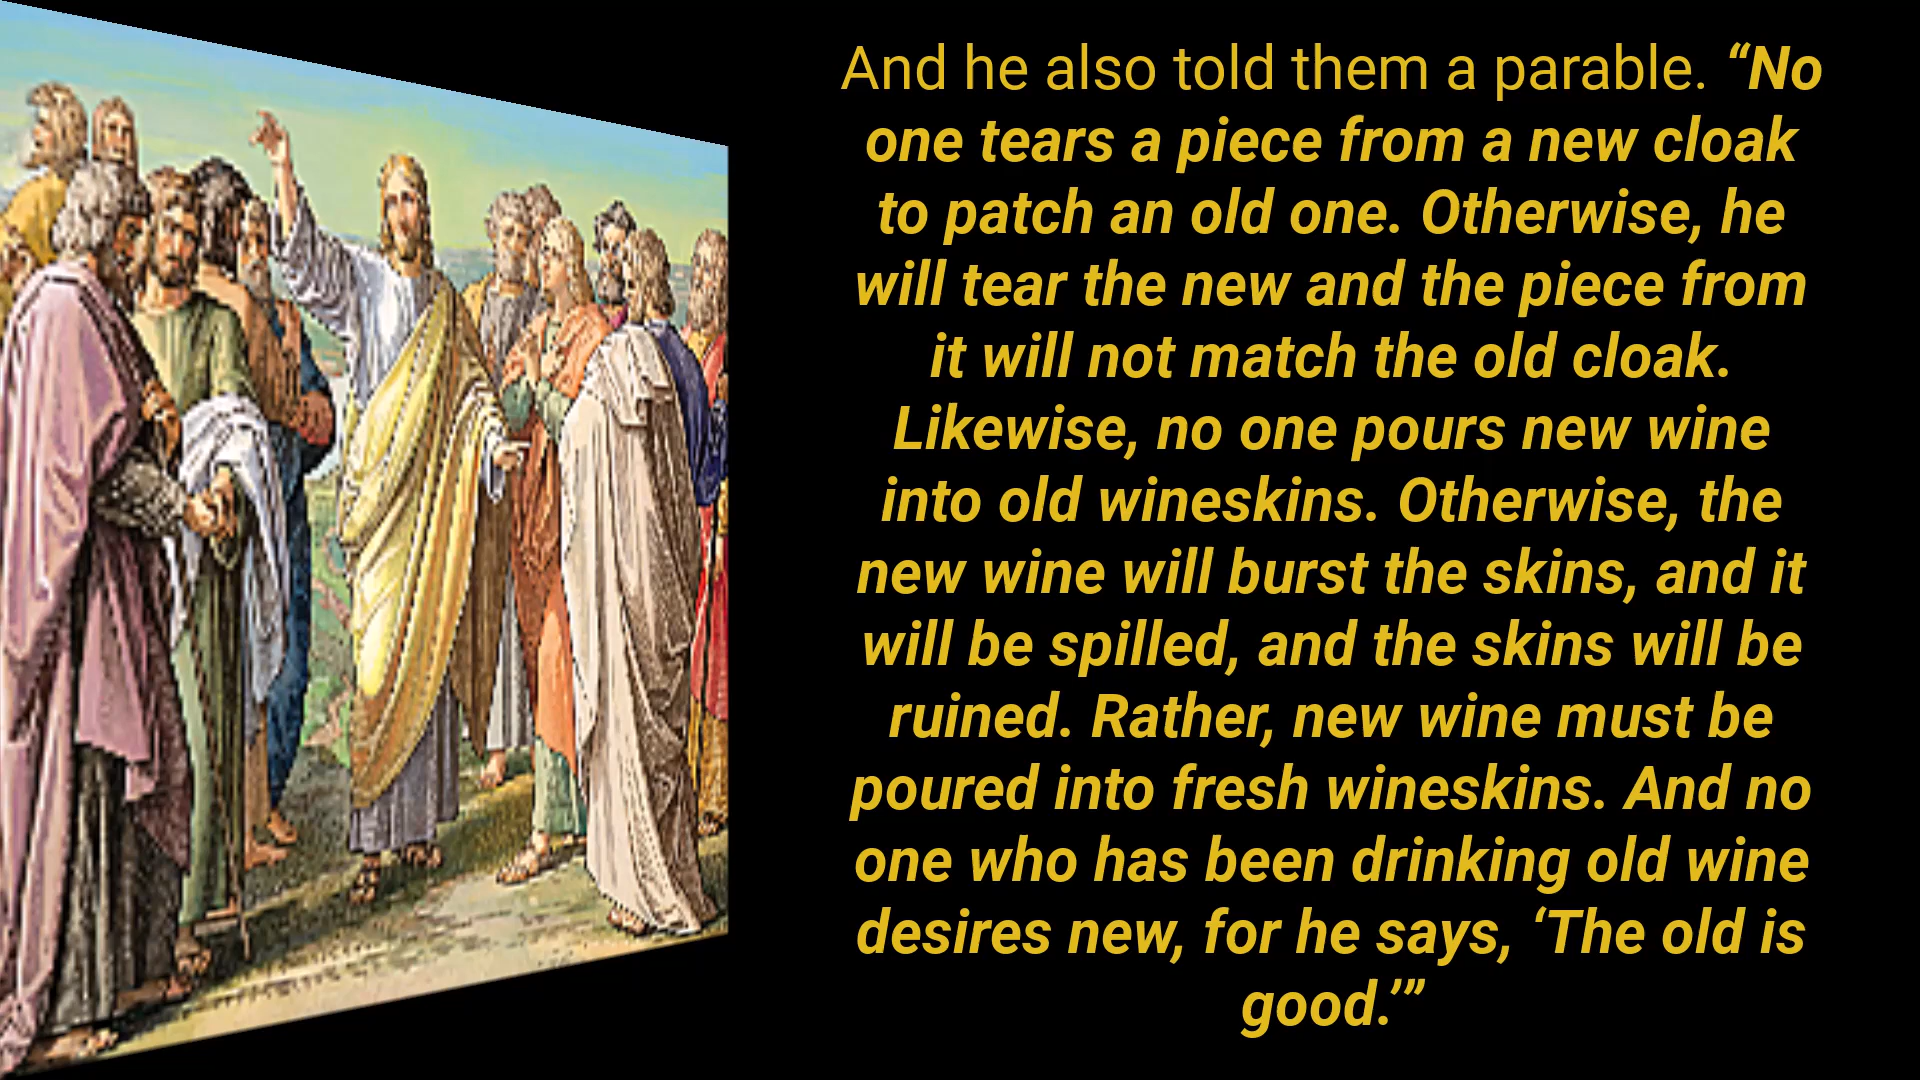 And he also told them a parable. “No
one tears a piece from a new cloak
to patch an old one. Otherwise, he
will tear the new and the piece from
it will not match the old cloak.
Likewise, no one pours new wine
into old wineskins. Otherwise, the
new wine will burst the skins, and it
will be spilled, and the skins will be
ruined. Rather, new wine must be
poured into fresh wineskins. And no
one who has been drinking old wine
desires new, for he says, ‘The old is
good.’”